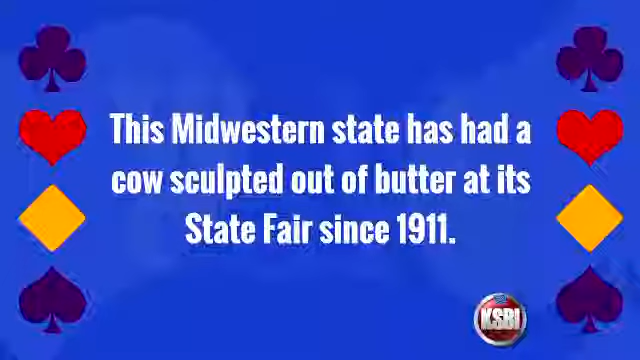 This Midwestern state has had a
cow sculpted out of butter at its
State Fair since 1911.
KSBI